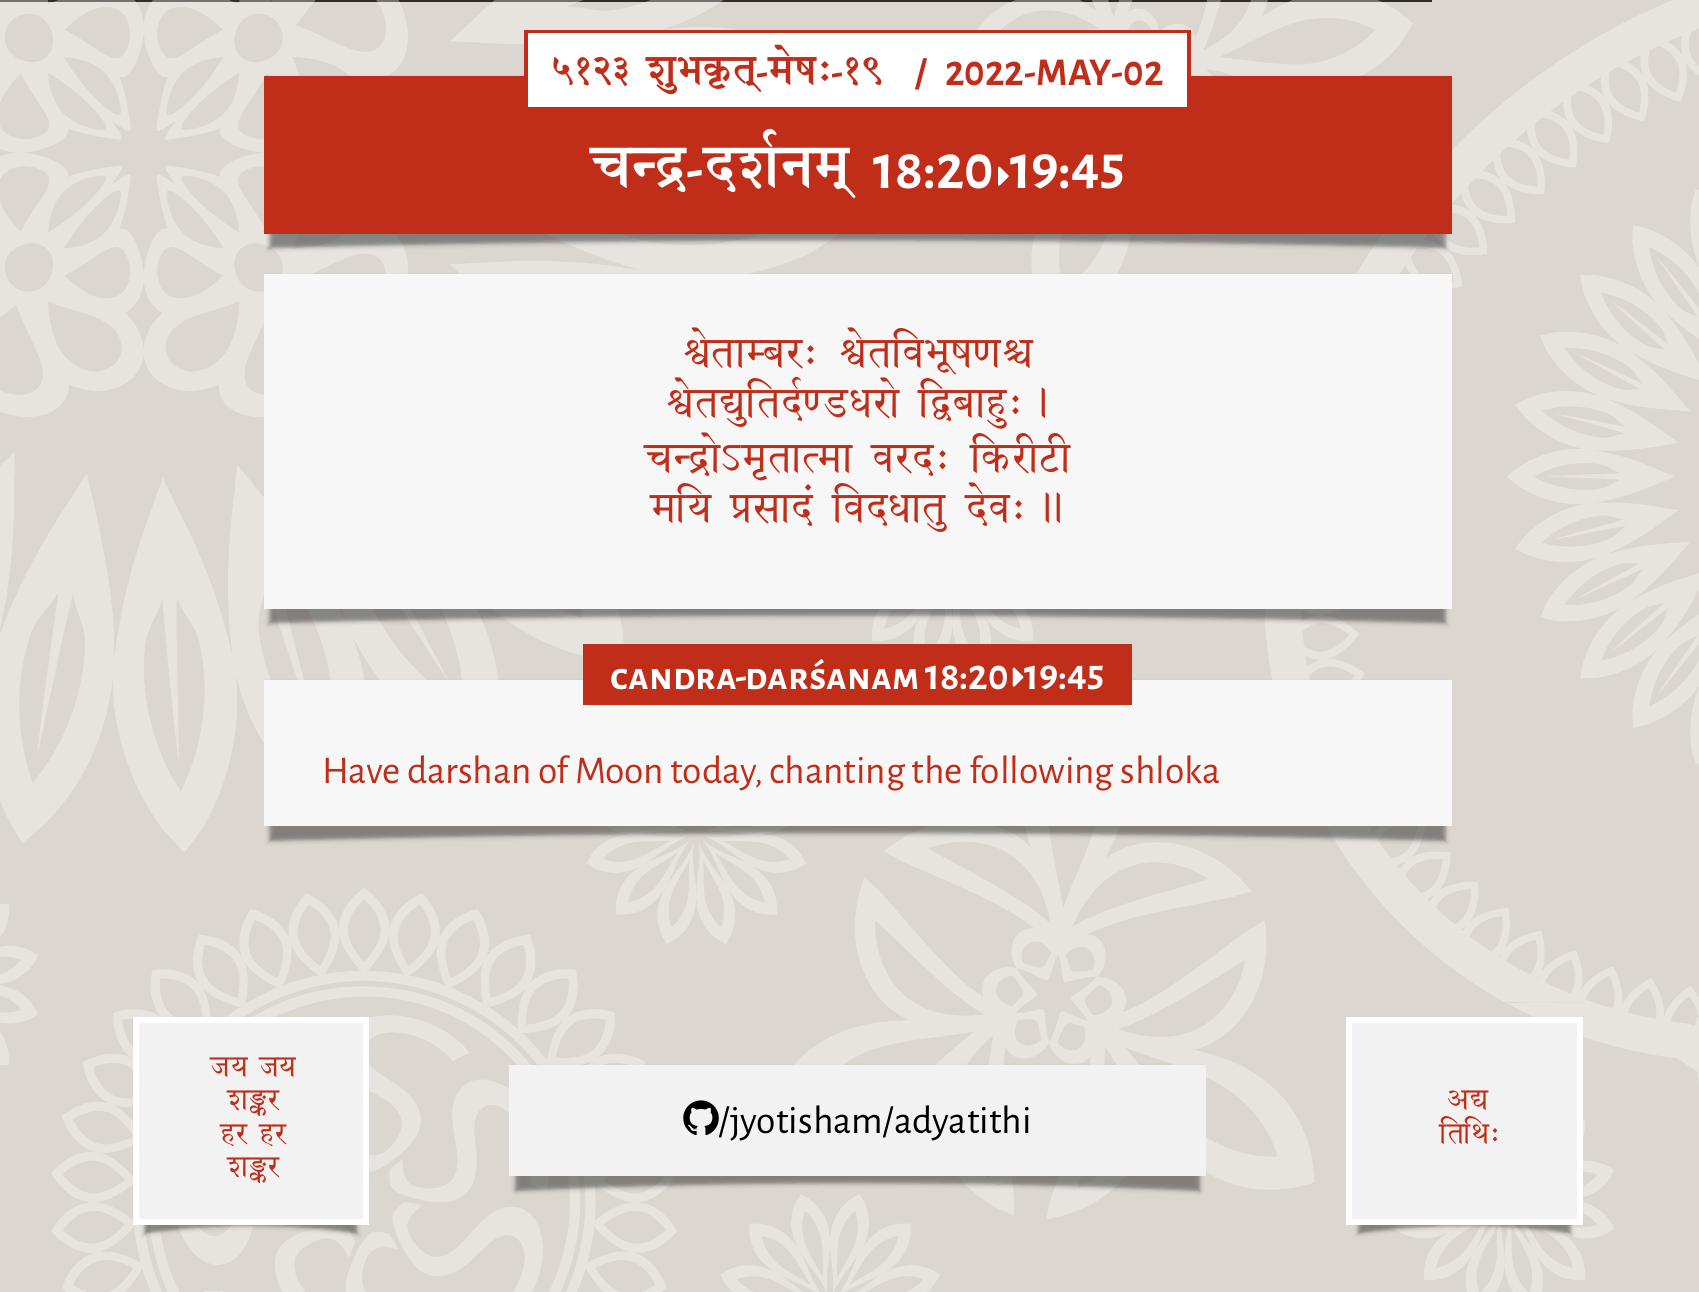 ५१२३ शुभकृत्-मेषः-१९ / 2022-MAY-02
चन्द्र-दर्शनम् 18:20▸19:45
श्वेताम्बरः श्वेतविभूषणश्च
श्वेतद्युतिर्दण्डधरो द्विबाहुः ।
चन्द्रोऽमृतात्मा वरदः किरीटी
मयि प्रसादं विदधातु देवः ॥
CANDRA-DARŚANAM 18:20▸19:45
Have darshan of Moon today, chanting the following shloka
जय जय
शङ्कर
हर हर
शङ्कर
/jyotisham/adyatithi
अद्य
तिथिः